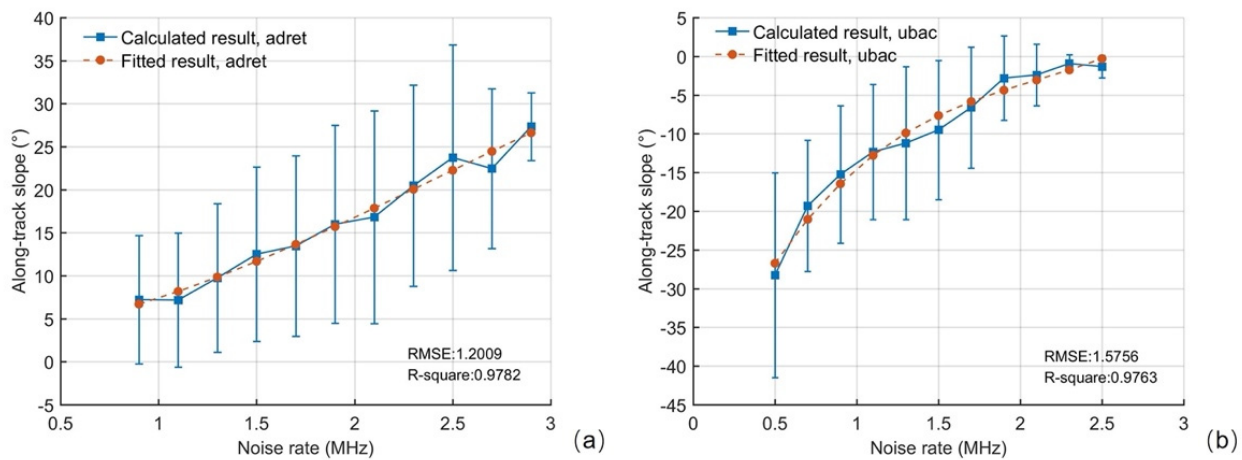 40
35
30
25
20
15
10
5
0
-5
Along-track slope (°)
Calculated result, adret
Fitted result, adret
RMSE:1.2009
R-square:0.9782
0.5 1 1.5 2 2.5 3
Noise rate (MHz)
(a)
5
0
-5
-10
-15
-20
-25
-30
-35
-40
-45
Along-track slope (°)
Calculated result, ubac
Fitted result, ubac
RMSE:1.5756
R-square:0.9763
0 0.5 1 1.5 2 2.5 3
Noise rate (MHz)
(b)